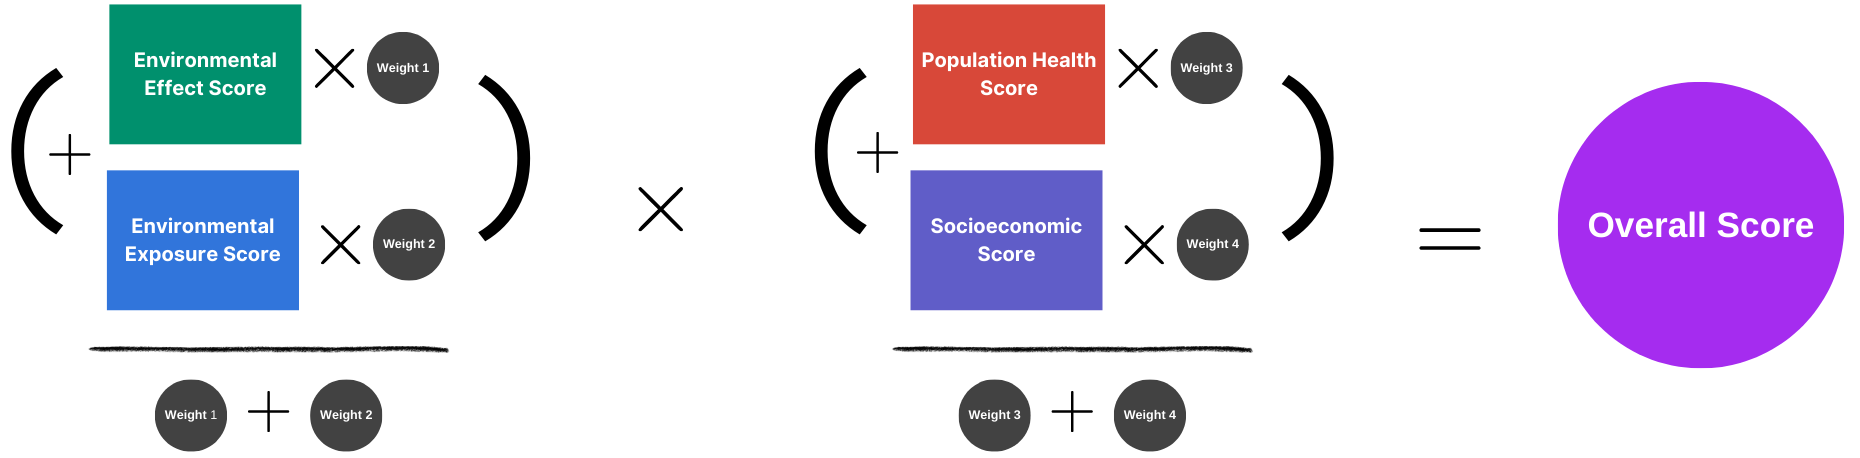 Environmental
Effect Score
Weight 1
Environmental
Exposure Score
Weight 2
Weight 1
Weight 2
Population Health
Score
Weight 3
Socioeconomic
Score
Weight 4
Weight 3
Weight 4
Overall Score